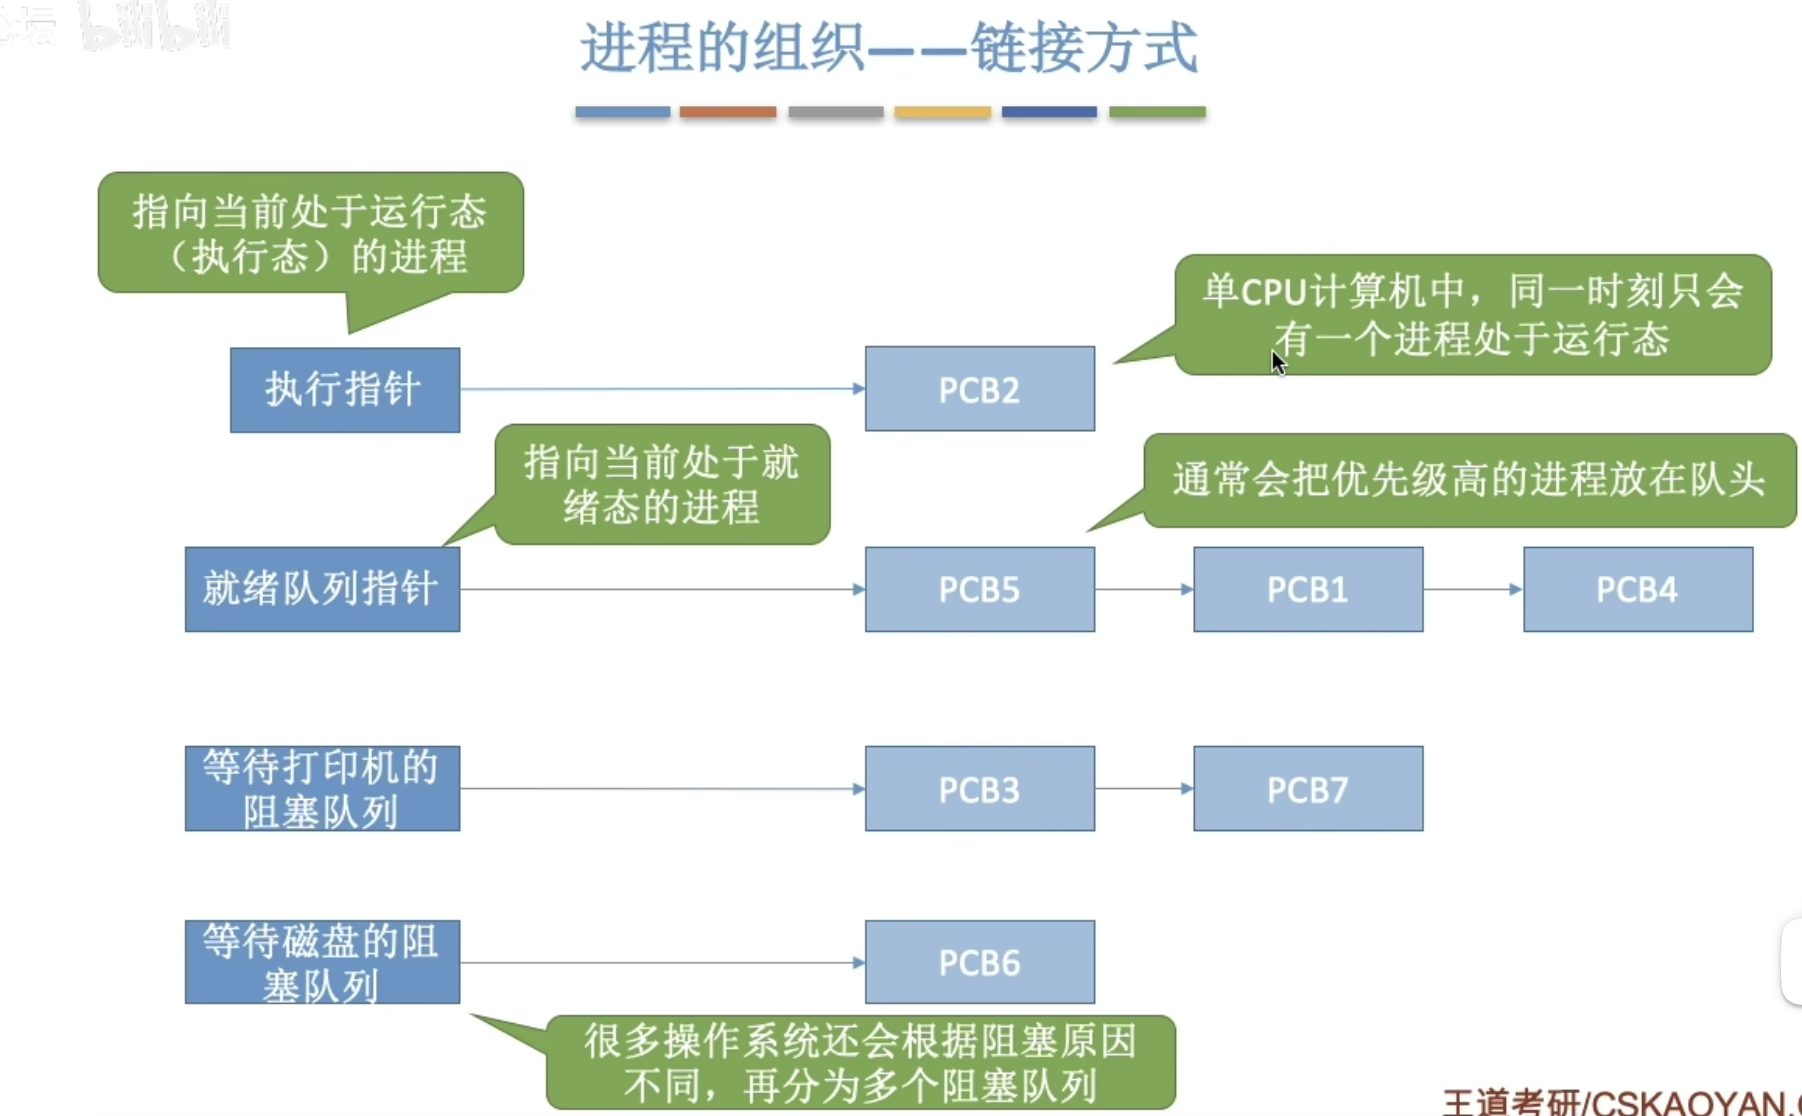 坛 bilibili
进程的组织——链接方式
指向当前处于运行态
（执行态）的进程
单CPU计算机中，同一时刻只会
有一个进程处于运行态
执行指针
PCB2
指向当前处于就
绪态的进程
通常会把优先级高的进程放在队头
就绪队列指针
PCB5
PCB1
PCB4
等待打印机的
阻塞队列
PCB3
PCB7
等待磁盘的阻
塞队列
PCB6
很多操作系统还会根据阻塞原因
不同，再分为多个阻塞队列
王道考研/CSKAOYAN.